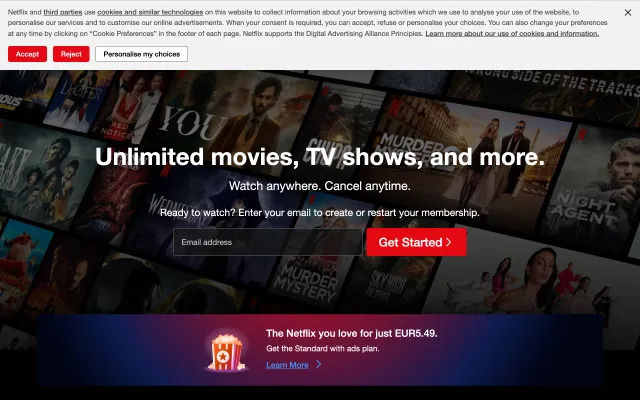 Netflix and third parties use cookies and similar technologies on this website to collect information about your browsing activities which we use to analyse your use of the website, to
personalise our services and to customise our online advertisements. When your consent is required, you can accept, refuse or personalise your choices. You can also change your preferences
at any time by clicking on "Cookie Preferences" in the footer of each page. Netflix supports the Digital Advertising Alliance Principles. Learn more about our use of cookies and information.
Accept
Reject
Personalise my choices
WRONG SIDE OF THE TRACKS
LUCIFER
RED NOTICE
YOU
MURDER
Unlimited movies, TV shows, and more.
Watch anywhere. Cancel anytime.
WEDNESDAY
THE NIGHT AGENT
Ready to watch? Enter your email to create or restart your membership.
Email address
Get Started
MURDER
MYSTERY
The Netflix you love for just EUR5.49.
Get the Standard with ads plan.
Learn More